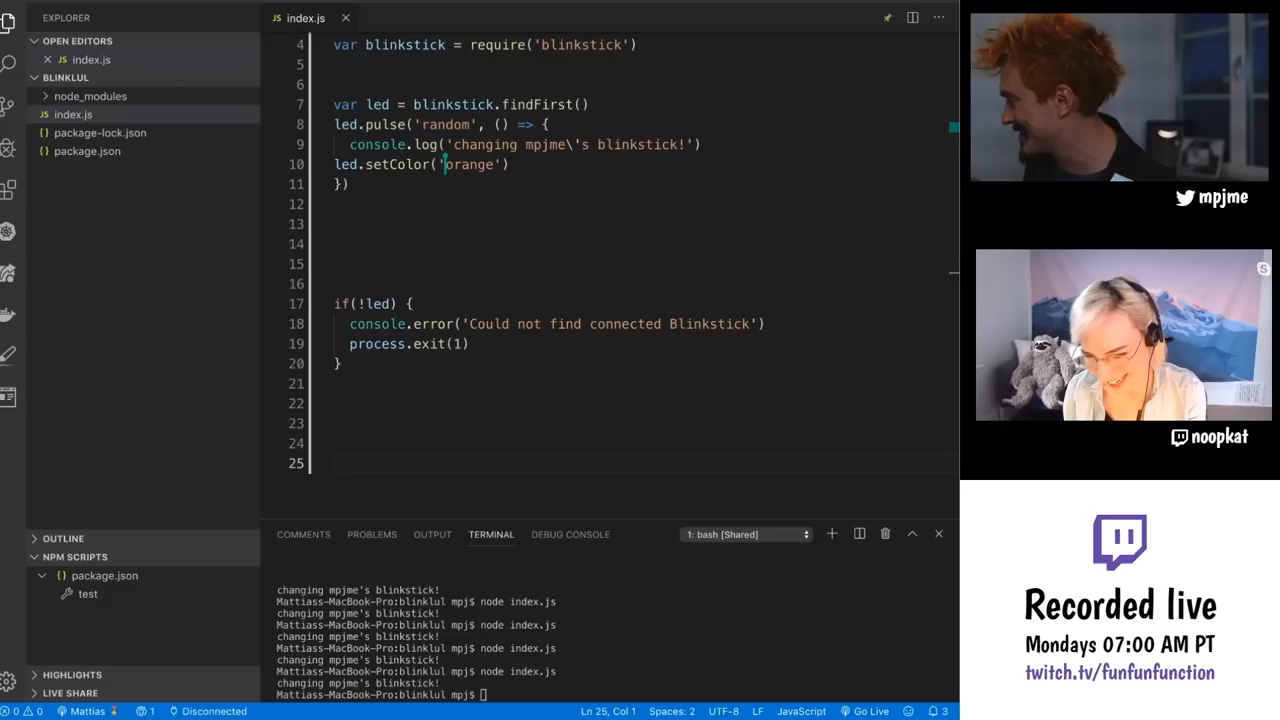 EXPLORER
OPEN EDITORS
JS index.js
BLINKLUL
node_modules
JS index.js
package-lock.json
package.json
OUTLINE
NPM SCRIPTS
package.json
test
HIGHLIGHTS
LIVE SHARE
JS index.js
4 var blinkstick = require('blinkstick')
5
6
7 var led = blinkstick.findFirst()
8 led.pulse('random', () => {
9 console.log('changing mpjme\'s blinkstick!')
10 led.setColor('orange')
11 })
12
13
14
15
16
17 if(!led) {
18 console.error('Could not find connected Blinkstick')
19 process.exit(1)
20 }
21
22
23
24
25
COMMENTS PROBLEMS OUTPUT TERMINAL DEBUG CONSOLE 1: bash [Shared]
changing mpjme's blinkstick!
Mattiass-MacBook-Pro:blinklul mpj$ node index.js
changing mpjme's blinkstick!
Mattiass-MacBook-Pro:blinklul mpj$ node index.js
changing mpjme's blinkstick!
Mattiass-MacBook-Pro:blinklul mpj$ node index.js
changing mpjme's blinkstick!
Mattiass-MacBook-Pro:blinklul mpj$ node index.js
changing mpjme's blinkstick!
Mattiass-MacBook-Pro:blinklul mpj$
0 0 Mattias 1 Disconnected Ln 25, Col 1 Spaces: 2 UTF-8 LF JavaScript Go Live 3
mpjme
S
noopkat
Recorded live
Mondays 07:00 AM PT
twitch.tv/funfunfunction